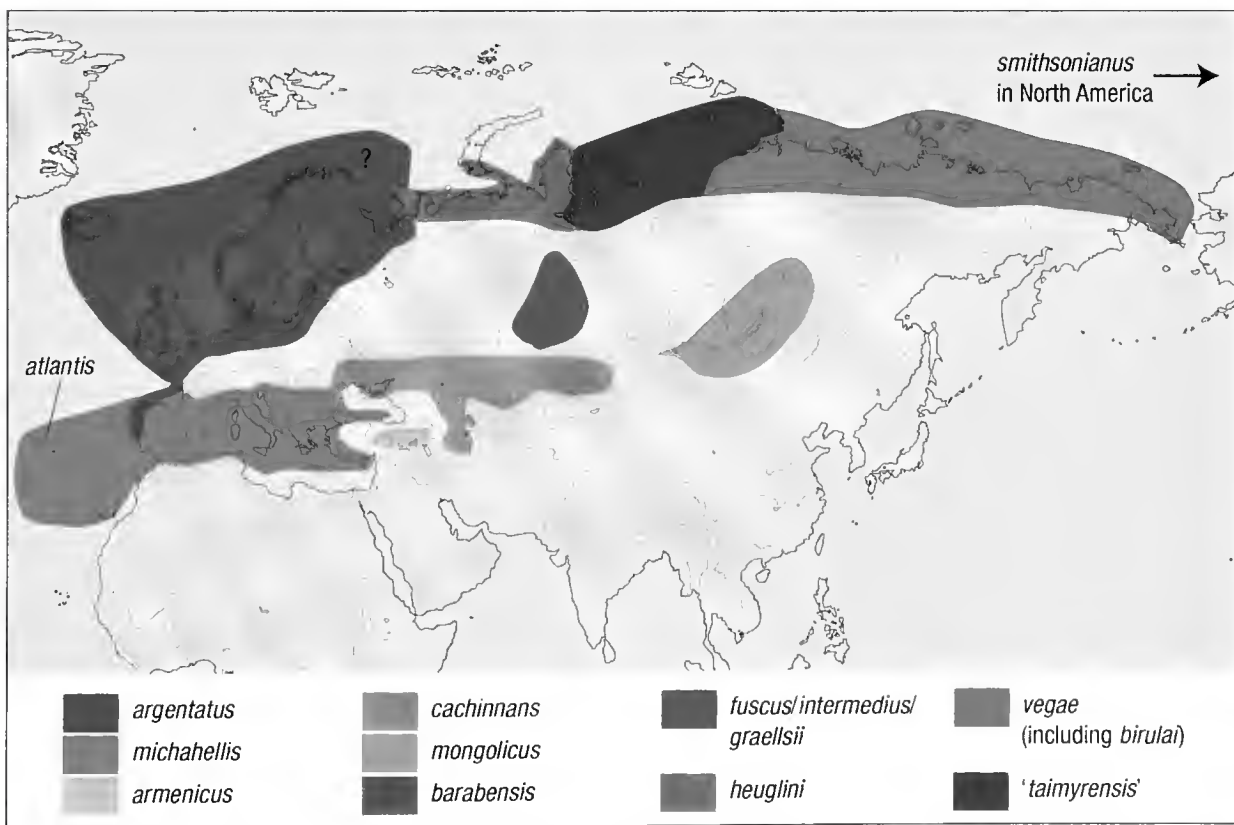 smithsonianus
in North America
?
atlantis
argentatus
michahellis
armenicus
cachinnans
mongolicus
barabensis
fuscus/intermedius/
graellsii
heuglini
vegae
(including birulai)
'taimyrensis'